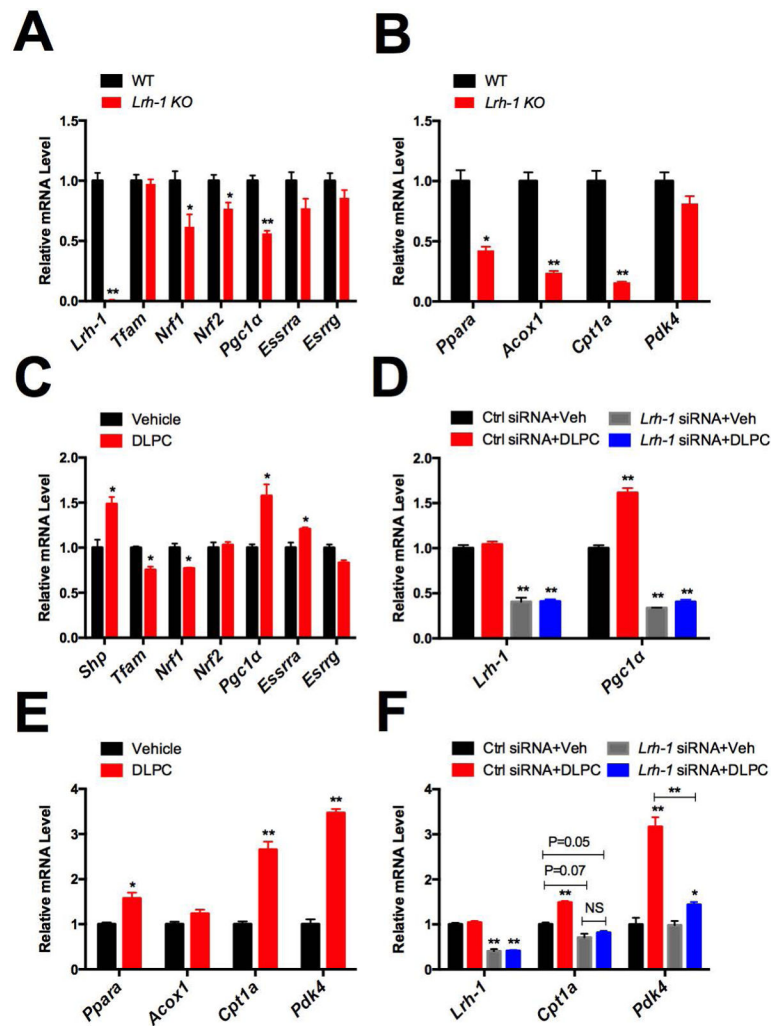 A
WT
Lrh-1 KO
Relative mRNA Level
1.5
1.0
0.5
0.0
**
*
*
**
Lrh-1
Tfam
Nrf1
Nrf2
Pgc1α
Essrra
Esrrg
B
WT
Lrh-1 KO
Relative mRNA Level
1.5
1.0
0.5
0.0
*
**
**
Ppara
Acox1
Cpt1a
Pdk4
C
Vehicle
DLPC
Relative mRNA Level
2.0
1.5
1.0
0.5
0.0
*
*
*
*
*
Shp
Tfam
Nrf1
Nrf2
Pgc1α
Essrra
Esrrg
D
Ctrl siRNA+Veh
Lrh-1 siRNA+Veh
Ctrl siRNA+DLPC
Lrh-1 siRNA+DLPC
Relative mRNA Level
2.0
1.5
1.0
0.5
0.0
** **
**
** **
Lrh-1
Pgc1α
E
Vehicle
DLPC
Relative mRNA Level
4
3
2
1
0
*
**
**
Ppara
Acox1
Cpt1a
Pdk4
F
Ctrl siRNA+Veh
Lrh-1 siRNA+Veh
Ctrl siRNA+DLPC
Lrh-1 siRNA+DLPC
Relative mRNA Level
4
3
2
1
0
**
**
P=0.05
P=0.07
**
NS
*
** **
Lrh-1
Cpt1a
Pdk4